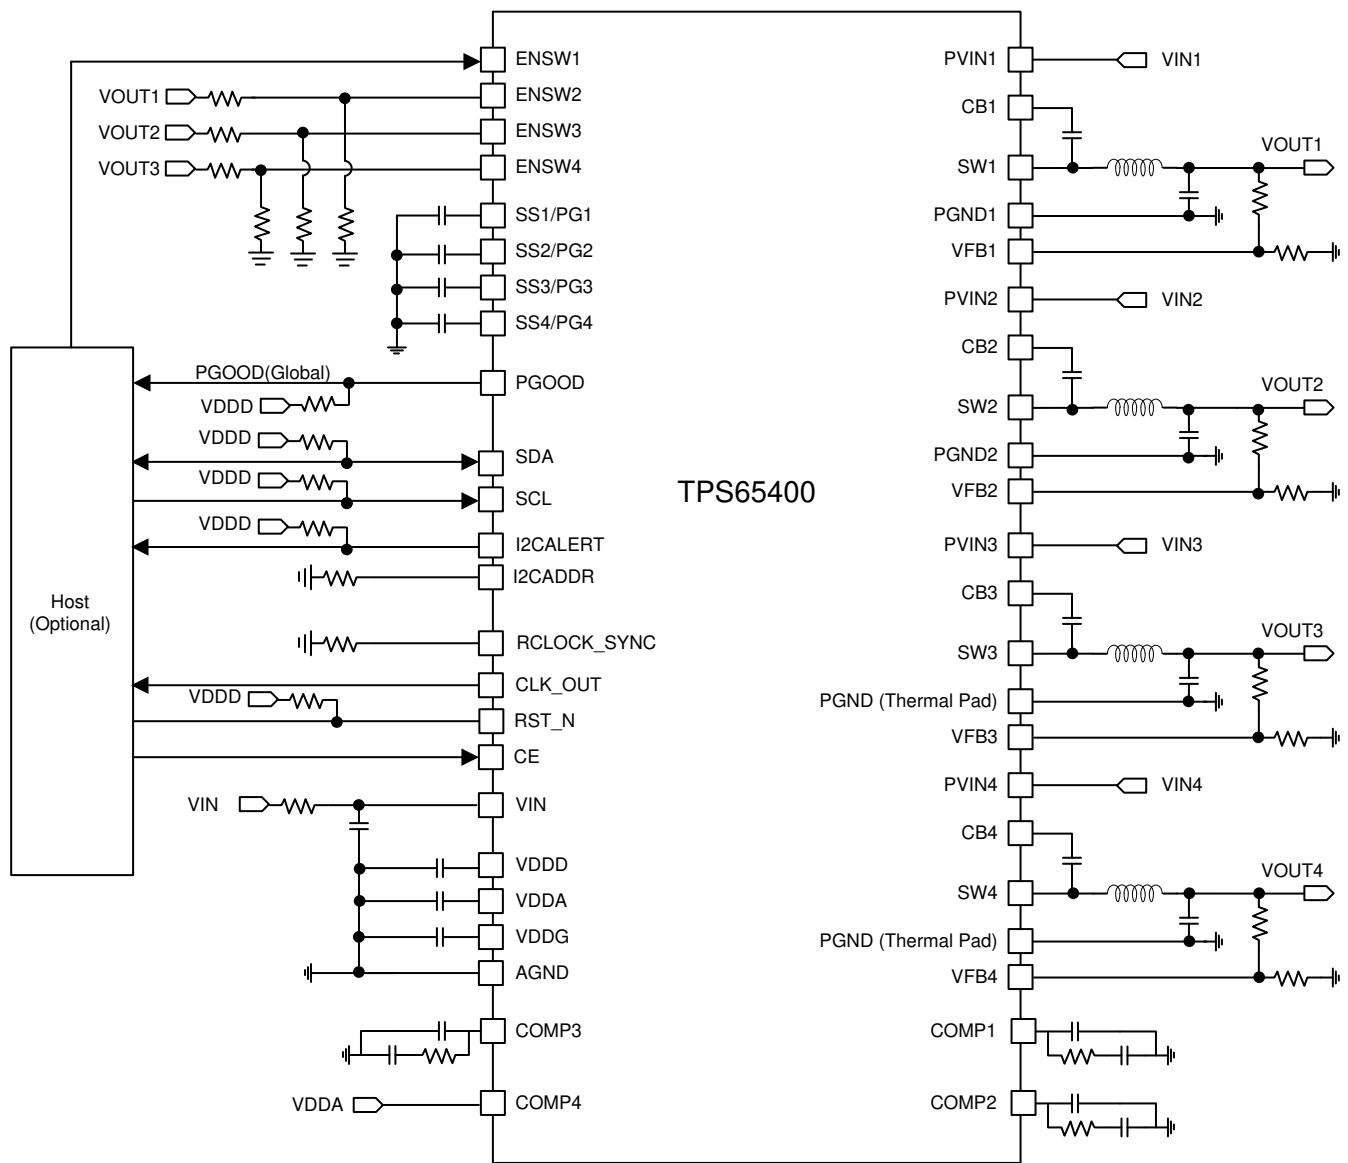 ENSW1
VOUT1
ENSW2
VOUT2
ENSW3
VOUT3
ENSW4
SS1/PG1
SS2/PG2
SS3/PG3
SS4/PG4
PGOOD(Global)
PGOOD
VDDD
VDDD
SDA
VDDD
SCL
VDDD
I2CALERT
I2CADDR
Host
(Optional)
RCLOCK_SYNC
CLK_OUT
VDDD
RST_N
CE
VIN
VIN
VDDD
VDDA
VDDG
AGND
COMP3
VDDA
COMP4
TPS65400
PVIN1
VIN1
CB1
VOUT1
SW1
PGND1
VFB1
PVIN2
VIN2
CB2
VOUT2
SW2
PGND2
VFB2
PVIN3
VIN3
CB3
VOUT3
SW3
PGND (Thermal Pad)
VFB3
PVIN4
VIN4
CB4
VOUT4
SW4
PGND (Thermal Pad)
VFB4
COMP1
COMP2